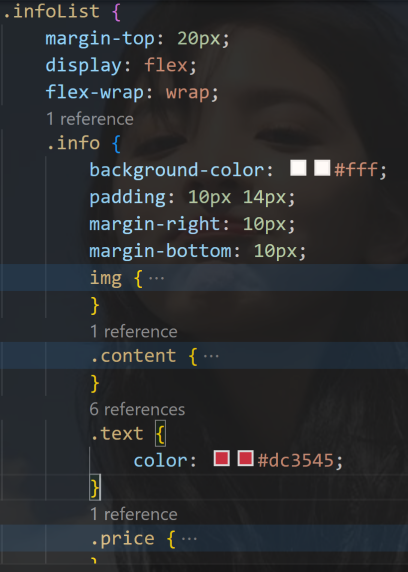 .infoList {
margin-top: 20px;
display: flex;
flex-wrap: wrap;
1 reference
.info {
background-color: #fff;
padding: 10px 14px;
margin-right: 10px;
margin-bottom: 10px;
img { ...
}
1 reference
.content { ...
}
6 references
.text {
color: #dc3545;
}
1 reference
.price { ...
}